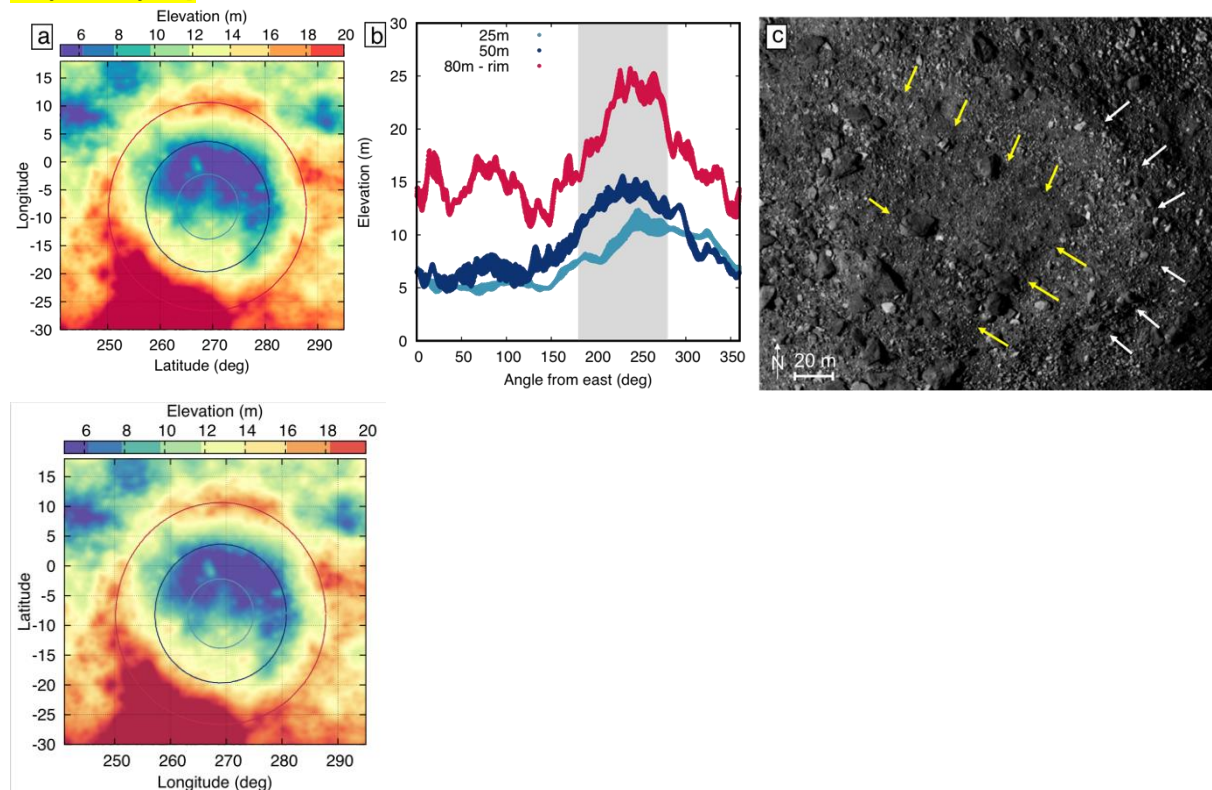 Elevation (m)
6 8 10 12 14 16 18 20
a
15
10
5
0
-5
-10
-15
-20
-25
-30
Longitude
250 260 270 280 290
Latitude (deg)
b
25m
50m
80m - rim
30
25
20
15
10
5
0
Elevation (m)
0 50 100 150 200 250 300 350
Angle from east (deg)
c
N
20 m
Elevation (m)
6 8 10 12 14 16 18 20
15
10
5
0
-5
-10
-15
-20
-25
-30
Latitude
250 260 270 280 290
Longitude (deg)